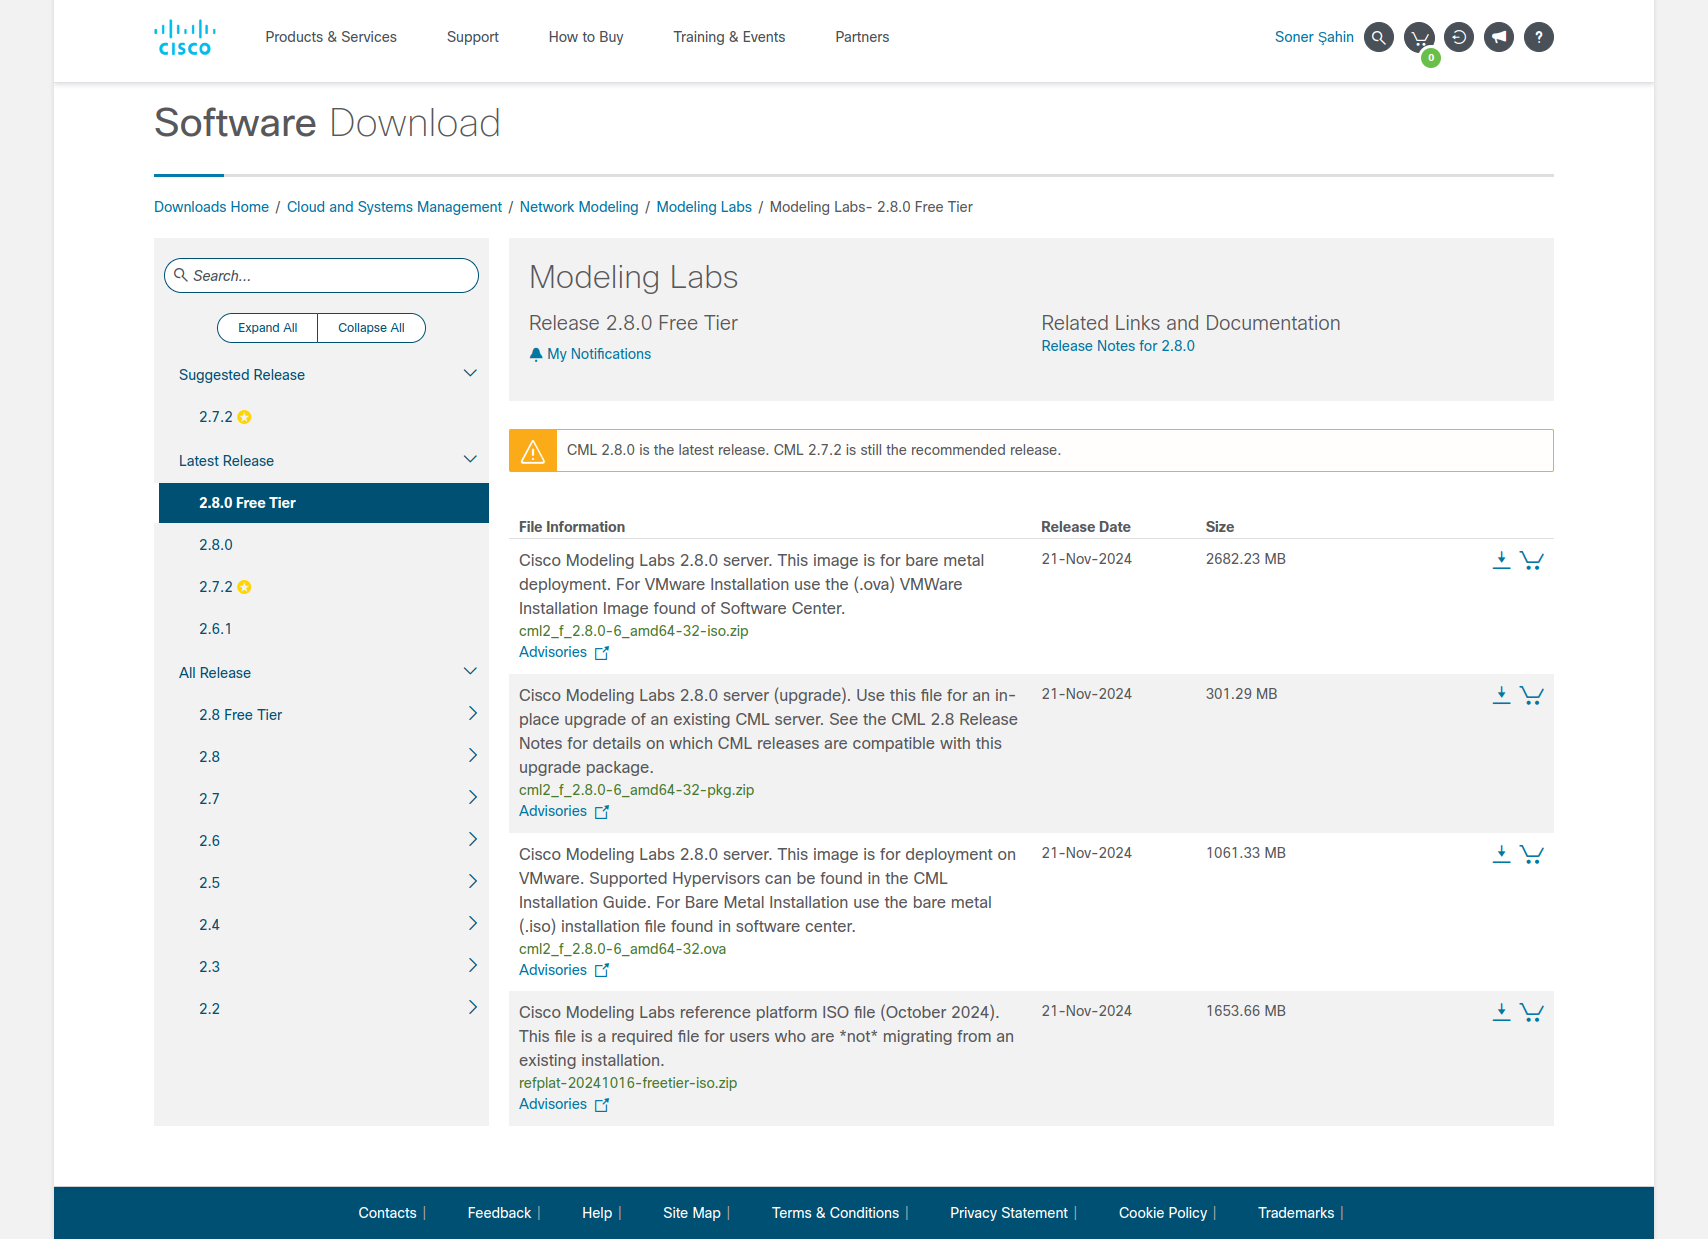 CISCO
Products & Services
Support
How to Buy
Training & Events
Partners
Soner Şahin
0
?
Software Download
Downloads Home / Cloud and Systems Management / Network Modeling / Modeling Labs / Modeling Labs- 2.8.0 Free Tier
Search...
Expand All
Collapse All
Suggested Release
2.7.2
Latest Release
2.8.0 Free Tier
2.8.0
2.7.2
2.6.1
All Release
2.8 Free Tier
2.8
2.7
2.6
2.5
2.4
2.3
2.2
Modeling Labs
Release 2.8.0 Free Tier
My Notifications
Related Links and Documentation
Release Notes for 2.8.0
CML 2.8.0 is the latest release. CML 2.7.2 is still the recommended release.
File Information
Release Date
Size
Cisco Modeling Labs 2.8.0 server. This image is for bare metal
deployment. For VMware Installation use the (.ova) VMWare
Installation Image found of Software Center.
cml2_f_2.8.0-6_amd64-32-iso.zip
Advisories
21-Nov-2024
2682.23 MB
Cisco Modeling Labs 2.8.0 server (upgrade). Use this file for an in-
place upgrade of an existing CML server. See the CML 2.8 Release
Notes for details on which CML releases are compatible with this
upgrade package.
cml2_f_2.8.0-6_amd64-32-pkg.zip
Advisories
21-Nov-2024
301.29 MB
Cisco Modeling Labs 2.8.0 server. This image is for deployment on
VMware. Supported Hypervisors can be found in the CML
Installation Guide. For Bare Metal Installation use the bare metal
(.iso) installation file found in software center.
cml2_f_2.8.0-6_amd64-32.ova
Advisories
21-Nov-2024
1061.33 MB
Cisco Modeling Labs reference platform ISO file (October 2024).
This file is a required file for users who are *not* migrating from an
existing installation.
refplat-20241016-freetier-iso.zip
Advisories
21-Nov-2024
1653.66 MB
Contacts | Feedback | Help | Site Map | Terms & Conditions | Privacy Statement | Cookie Policy | Trademarks |